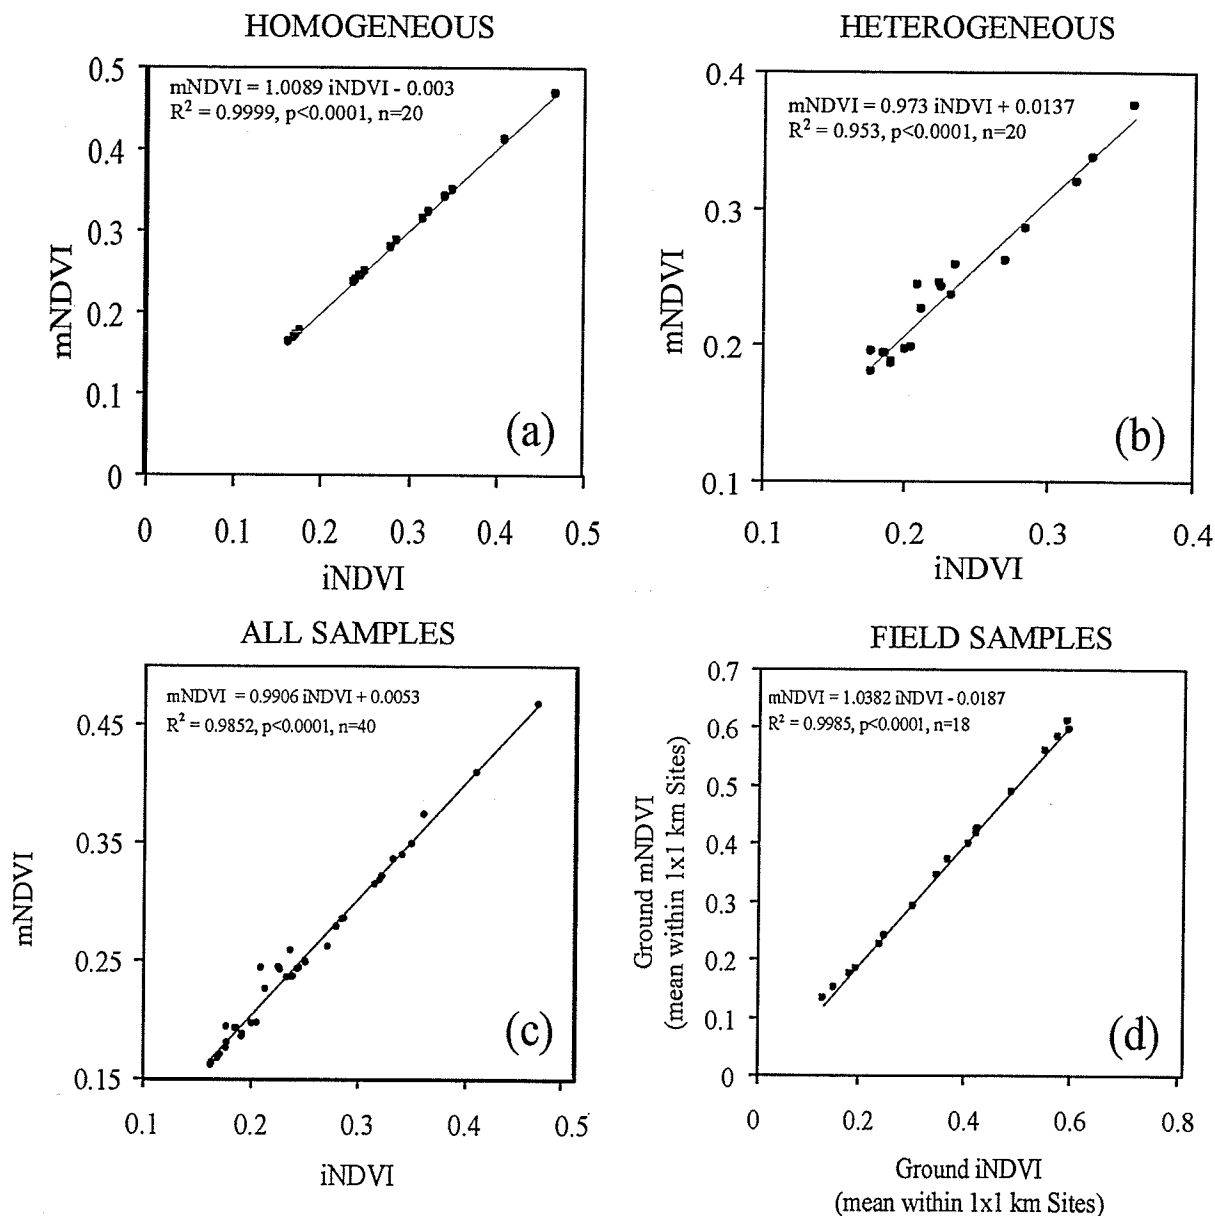 HOMOGENEOUS
mNDVI = 1.0089 iNDVI - 0.003
R² = 0.9999, p<0.0001, n=20
0.5
0.4
0.3
0.2
0.1
0
mNDVI
(a)
0 0.1 0.2 0.3 0.4 0.5
iNDVI
HETEROGENEOUS
mNDVI = 0.973 iNDVI + 0.0137
R² = 0.953, p<0.0001, n=20
0.4
0.3
0.2
0.1
mNDVI
(b)
0.1 0.2 0.3 0.4
iNDVI
ALL SAMPLES
mNDVI = 0.9906 iNDVI + 0.0053
R² = 0.9852, p<0.0001, n=40
0.45
0.35
0.25
0.15
mNDVI
(c)
0.1 0.2 0.3 0.4 0.5
iNDVI
FIELD SAMPLES
mNDVI = 1.0382 iNDVI - 0.0187
R² = 0.9985, p<0.0001, n=18
0.7
0.6
0.5
0.4
0.3
0.2
0.1
0
Ground mNDVI
(mean within 1x1 km Sites)
(d)
0 0.2 0.4 0.6 0.8
Ground iNDVI
(mean within 1x1 km Sites)